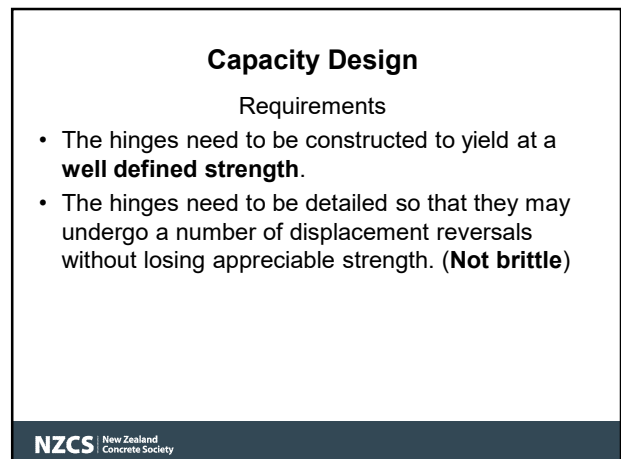 Capacity Design
Requirements
• The hinges need to be constructed to yield at a
well defined strength.
• The hinges need to be detailed so that they may
undergo a number of displacement reversals
without losing appreciable strength. (Not brittle)
NZCS New Zealand
Concrete Society